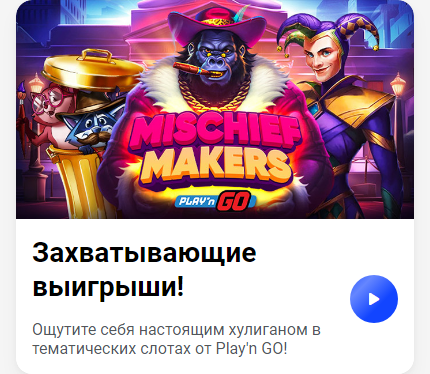 MISCHIEF
MAKERS
PLAY'n GO
Захватывающие
выигрыши!
Ощутите себя настоящим хулиганом в
тематических слотах от Play'n GO!